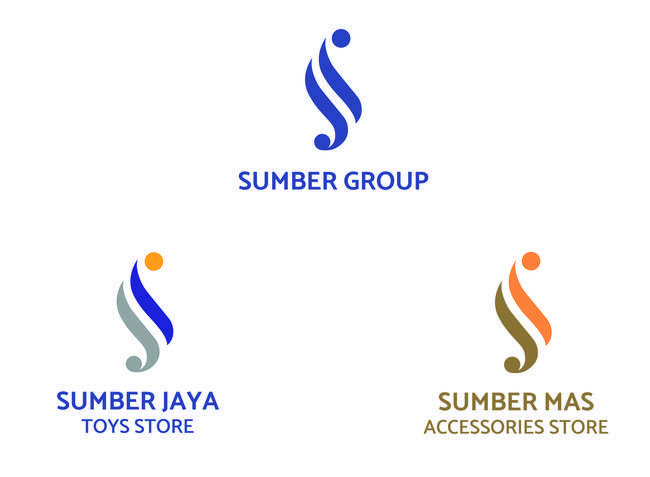 SUMBER GROUP
SUMBER JAYA
TOYS STORE
SUMBER MAS
ACCESSORIES STORE